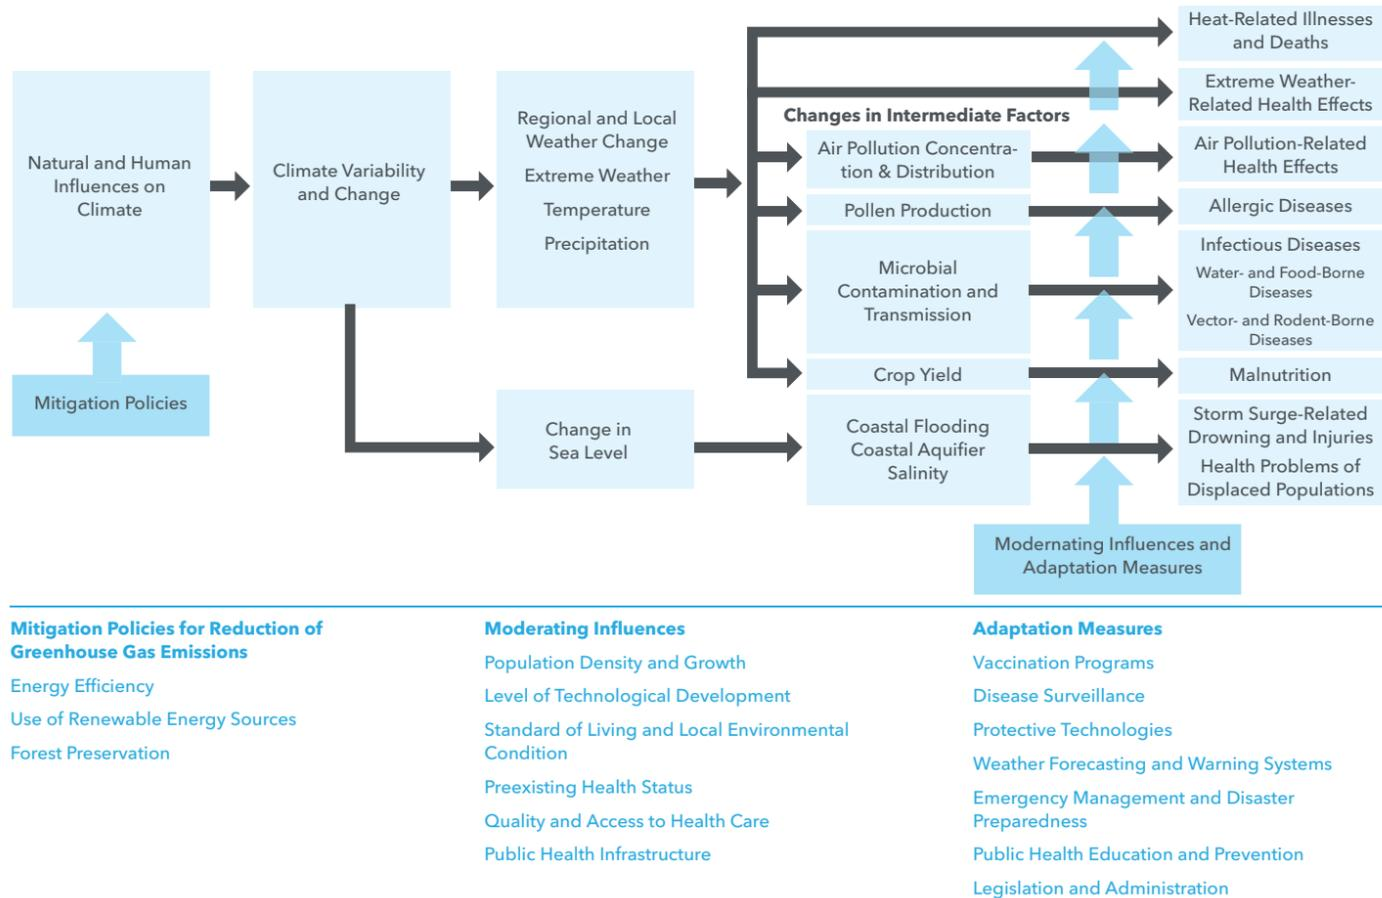 Natural and Human
Influences on
Climate
Mitigation Policies
Climate Variability
and Change
Regional and Local
Weather Change
Extreme Weather
Temperature
Precipitation
Change in
Sea Level
Changes in Intermediate Factors
Air Pollution Concentra-
tion & Distribution
Pollen Production
Microbial
Contamination and
Transmission
Crop Yield
Coastal Flooding
Coastal Aquifier
Salinity
Heat-Related Illnesses
and Deaths
Extreme Weather-
Related Health Effects
Air Pollution-Related
Health Effects
Allergic Diseases
Infectious Diseases
Water- and Food-Borne
Diseases
Vector- and Rodent-Borne
Diseases
Malnutrition
Storm Surge-Related
Drowning and Injuries
Health Problems of
Displaced Populations
Modernating Influences and
Adaptation Measures
Mitigation Policies for Reduction of
Greenhouse Gas Emissions
Energy Efficiency
Use of Renewable Energy Sources
Forest Preservation
Moderating Influences
Population Density and Growth
Level of Technological Development
Standard of Living and Local Environmental
Condition
Preexisting Health Status
Quality and Access to Health Care
Public Health Infrastructure
Adaptation Measures
Vaccination Programs
Disease Surveillance
Protective Technologies
Weather Forecasting and Warning Systems
Emergency Management and Disaster
Preparedness
Public Health Education and Prevention
Legislation and Administration